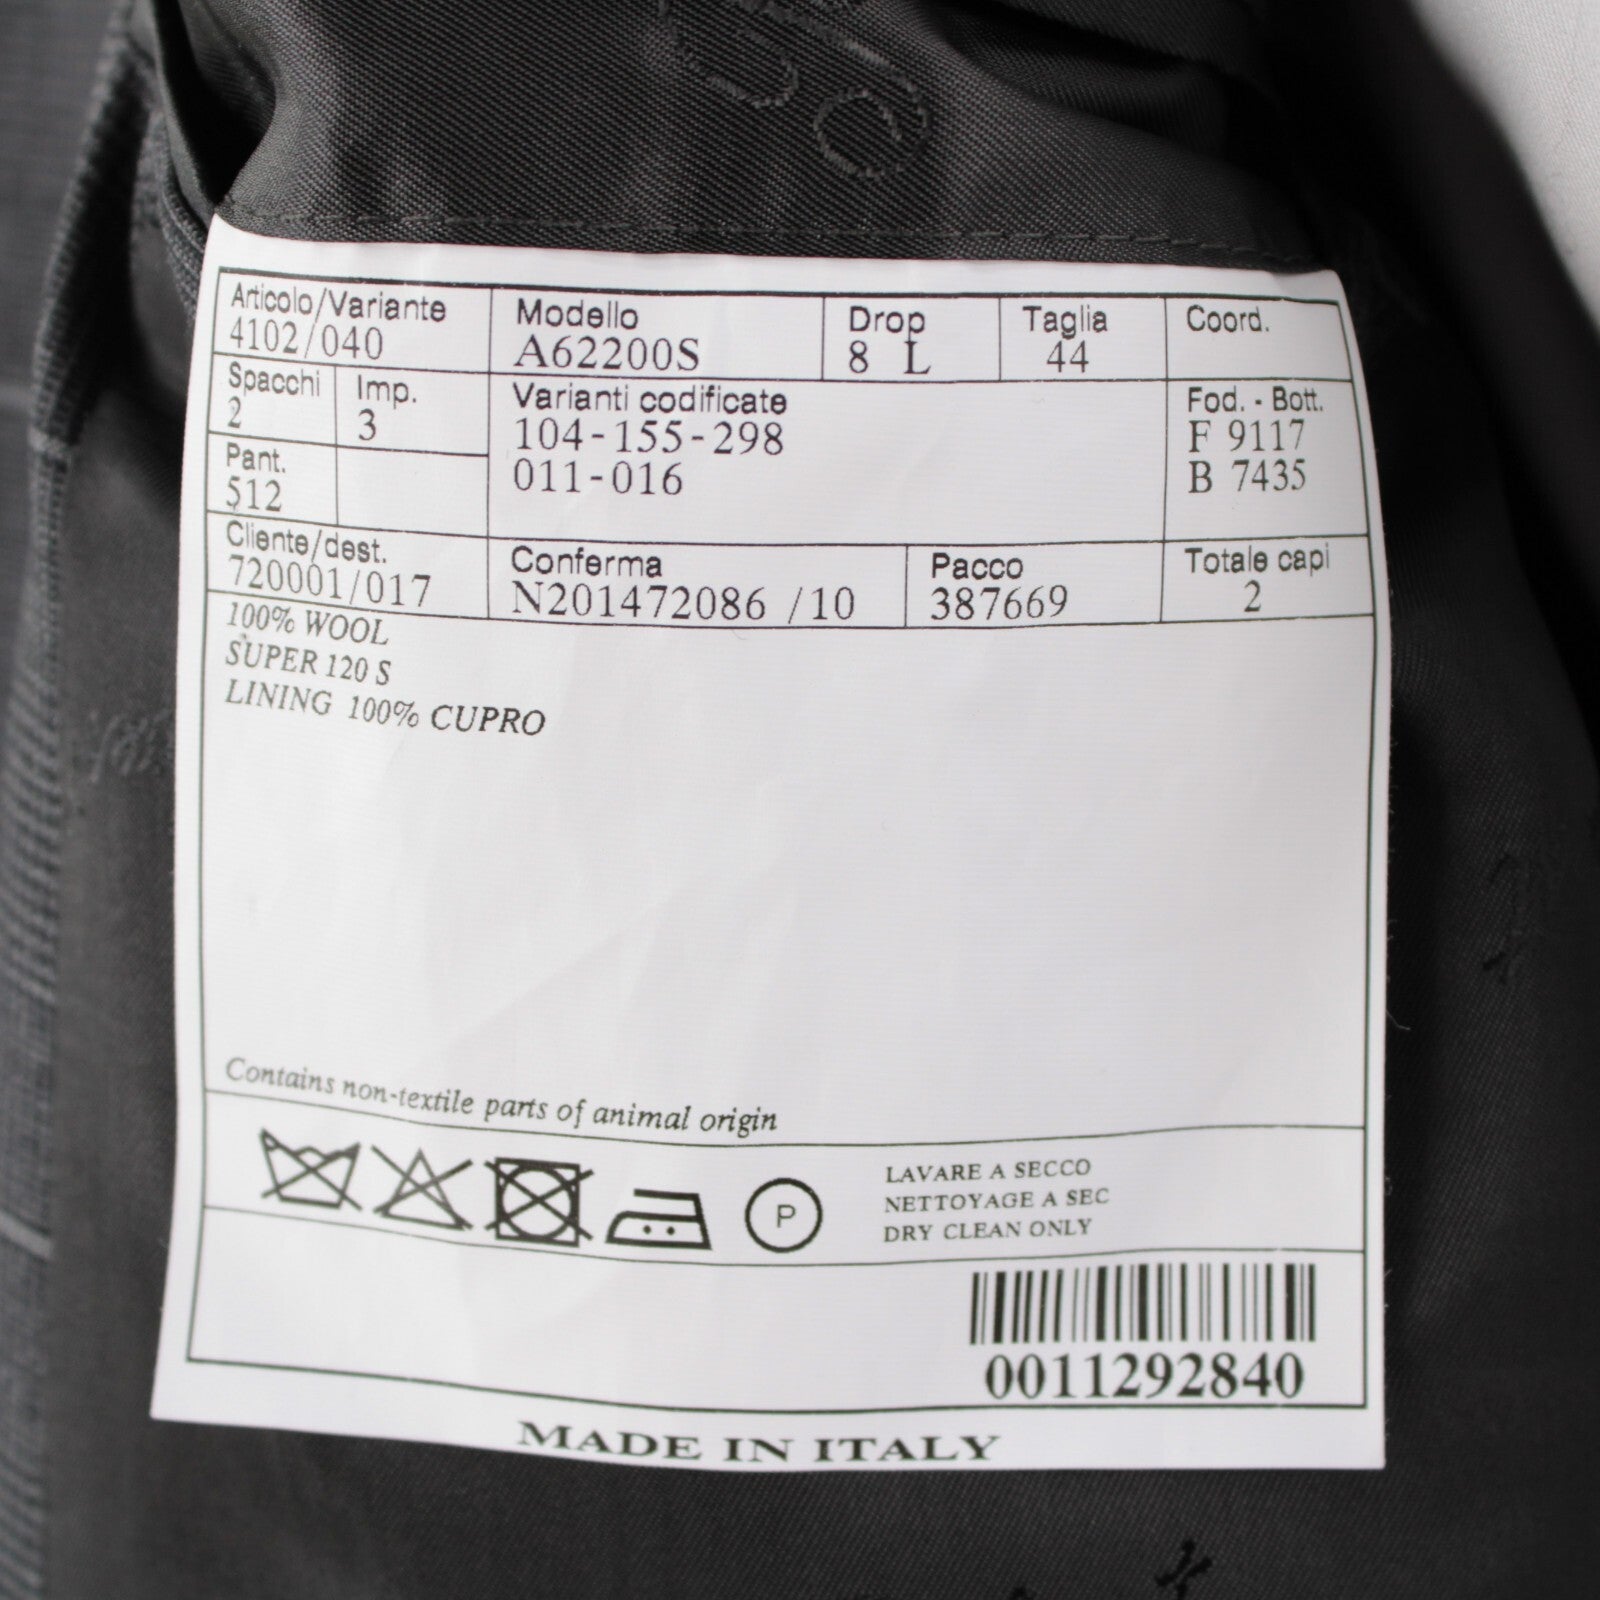 Articolo/Variante
4102/040
Modello
A62200S
Drop
8 L
Taglia
44
Coord.
Spacchi
2
Imp.
3
Varianti codificate
104-155-298
011-016
Fod. - Bott.
F 9117
B 7435
Pant.
512
Cliente/dest.
720001/017
Conferma
N201472086 /10
Pacco
387669
Totale capi
2
100% WOOL
SUPER 120 S
LINING 100% CUPRO
Contains non-textile parts of animal origin
P
LAVARE A SECCO
NETTOYAGE A SEC
DRY CLEAN ONLY
0011292840
MADE IN ITALY